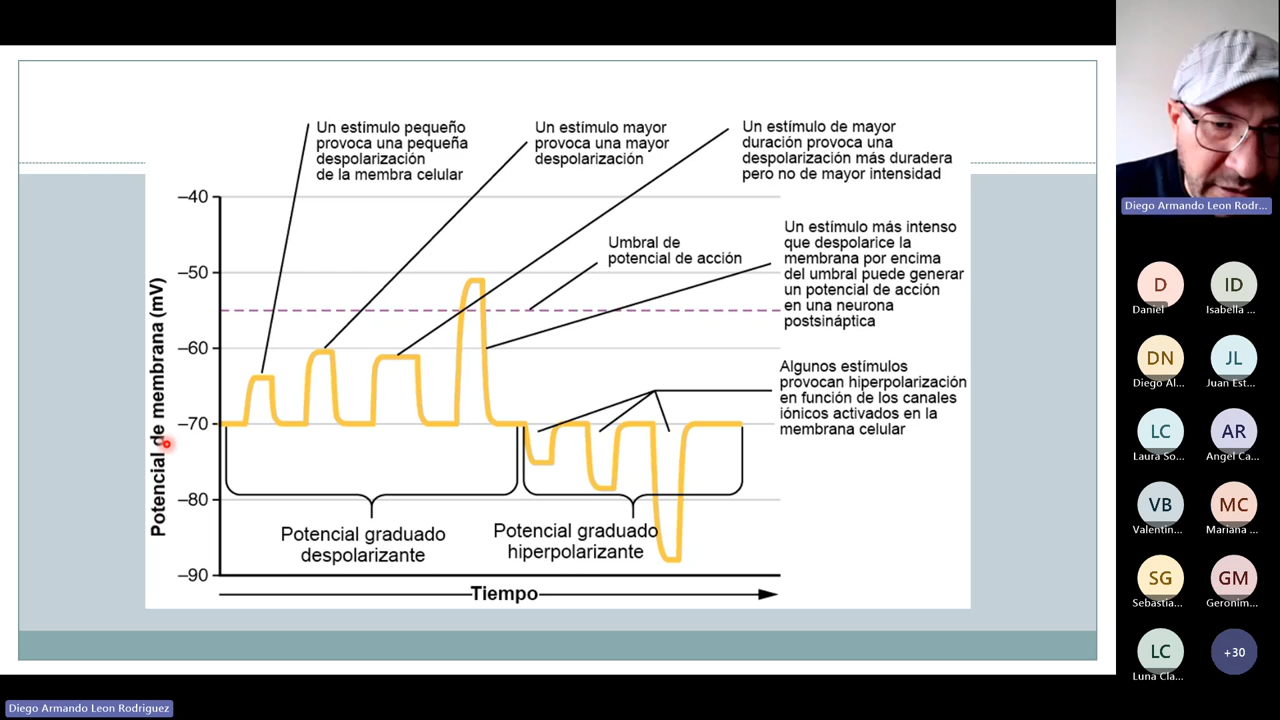 Un estímulo pequeño
provoca una pequeña
despolarización
de la membra celular
Un estímulo mayor
provoca una mayor
despolarización
Un estímulo de mayor
duración provoca una
despolarización más duradera
pero no de mayor intensidad
Umbral de
potencial de acción
Un estímulo más intenso
que despolarice la
membrana por encima
del umbral puede generar
un potencial de acción
en una neurona
postsináptica
Algunos estímulos
provocan hiperpolarización
en función de los canales
iónicos activados en la
membrana celular
Potencial de membrana (mV)
–40
–50
–60
–70
–80
–90
Potencial graduado
despolarizante
Potencial graduado
hiperpolarizante
Tiempo
Diego Armando Leon Rodr...
D
Daniel
ID
Isabella ...
DN
Diego Al...
JL
Juan Est...
LC
Laura So...
AR
Angel Ca...
VB
Valentin...
MC
Mariana ...
SG
Sebastia...
GM
Geronim...
LC
Luna Cla...
+30
Diego Armando Leon Rodriguez